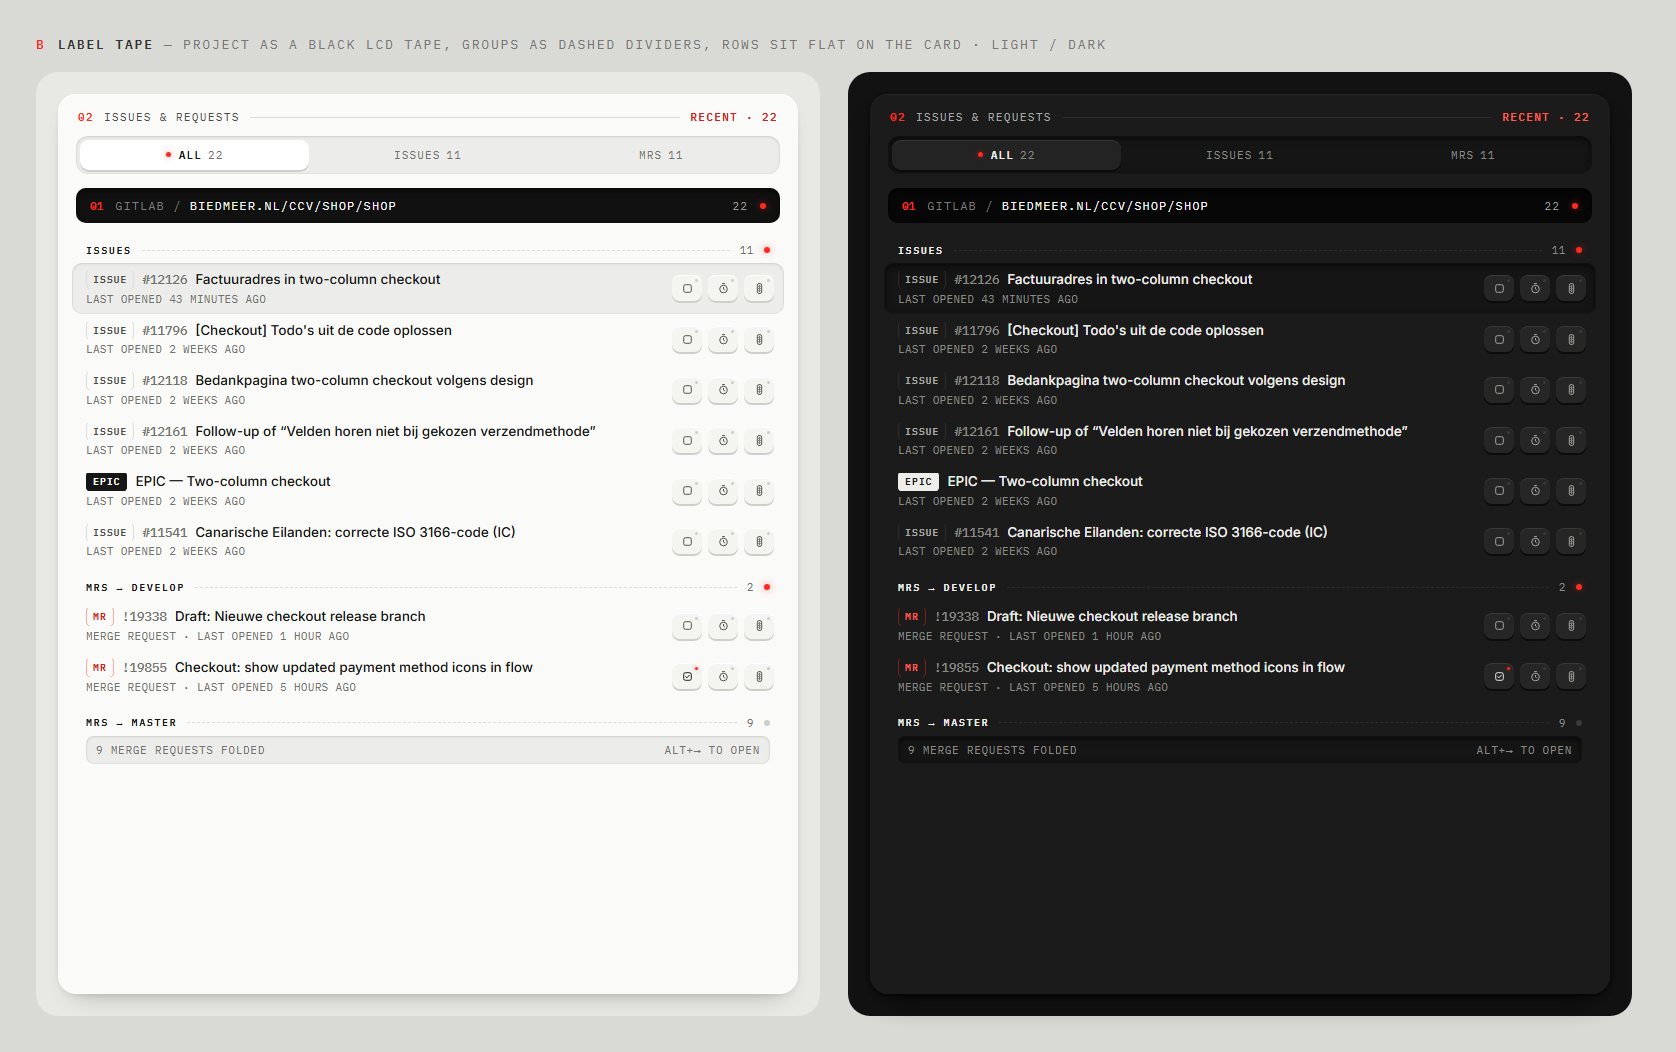 B LABEL TAPE — PROJECT AS A BLACK LCD TAPE, GROUPS AS DASHED DIVIDERS, ROWS SIT FLAT ON THE CARD · LIGHT / DARK
02 ISSUES & REQUESTS RECENT · 22
ALL 22 ISSUES 11 MRS 11
01 GITLAB / BIEDMEER.NL/CCV/SHOP/SHOP 22
ISSUES 11
ISSUE #12126 Factuuradres in two-column checkout
LAST OPENED 43 MINUTES AGO
ISSUE #11796 [Checkout] Todo's uit de code oplossen
LAST OPENED 2 WEEKS AGO
ISSUE #12118 Bedankpagina two-column checkout volgens design
LAST OPENED 2 WEEKS AGO
ISSUE #12161 Follow-up of “Velden horen niet bij gekozen verzendmethode”
LAST OPENED 2 WEEKS AGO
EPIC EPIC — Two-column checkout
LAST OPENED 2 WEEKS AGO
ISSUE #11541 Canarische Eilanden: correcte ISO 3166-code (IC)
LAST OPENED 2 WEEKS AGO
MRS → DEVELOP 2
MR !19338 Draft: Nieuwe checkout release branch
MERGE REQUEST · LAST OPENED 1 HOUR AGO
MR !19855 Checkout: show updated payment method icons in flow
MERGE REQUEST · LAST OPENED 5 HOURS AGO
MRS → MASTER 9
9 MERGE REQUESTS FOLDED ALT+→ TO OPEN
02 ISSUES & REQUESTS RECENT · 22
ALL 22 ISSUES 11 MRS 11
01 GITLAB / BIEDMEER.NL/CCV/SHOP/SHOP 22
ISSUES 11
ISSUE #12126 Factuuradres in two-column checkout
LAST OPENED 43 MINUTES AGO
ISSUE #11796 [Checkout] Todo's uit de code oplossen
LAST OPENED 2 WEEKS AGO
ISSUE #12118 Bedankpagina two-column checkout volgens design
LAST OPENED 2 WEEKS AGO
ISSUE #12161 Follow-up of “Velden horen niet bij gekozen verzendmethode”
LAST OPENED 2 WEEKS AGO
EPIC EPIC — Two-column checkout
LAST OPENED 2 WEEKS AGO
ISSUE #11541 Canarische Eilanden: correcte ISO 3166-code (IC)
LAST OPENED 2 WEEKS AGO
MRS → DEVELOP 2
MR !19338 Draft: Nieuwe checkout release branch
MERGE REQUEST · LAST OPENED 1 HOUR AGO
MR !19855 Checkout: show updated payment method icons in flow
MERGE REQUEST · LAST OPENED 5 HOURS AGO
MRS → MASTER 9
9 MERGE REQUESTS FOLDED ALT+→ TO OPEN